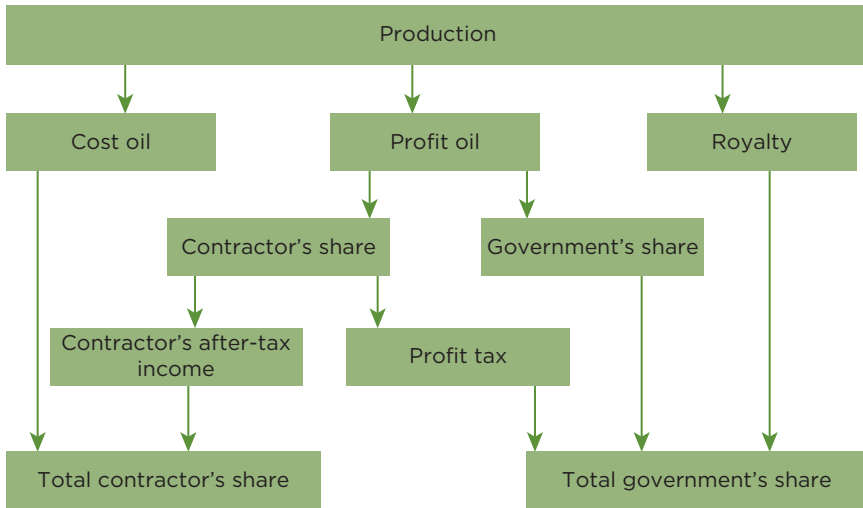 Production
Cost oil
Profit oil
Royalty
Contractor’s share
Government’s share
Contractor’s after-tax
income
Profit tax
Total contractor’s share
Total government’s share